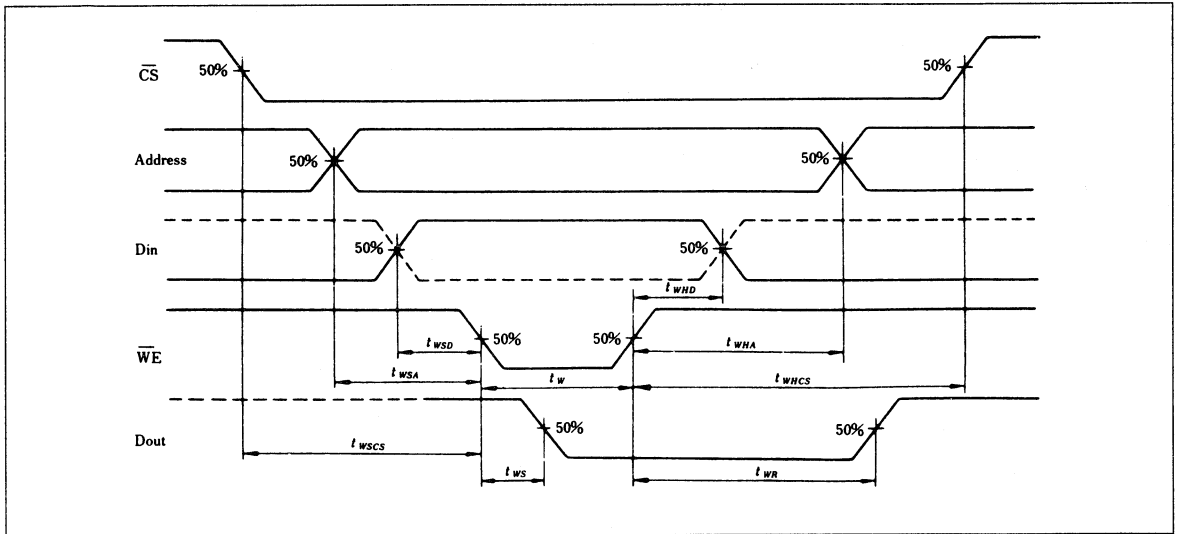 C̅S̅
50%
50%
Address
50%
50%
Din
50%
50%
t WHD
W̅E̅
50%
50%
t WSD
t WHA
t WSA
t W
t WHCS
Dout
50%
50%
t WSCS
t WS
t WR